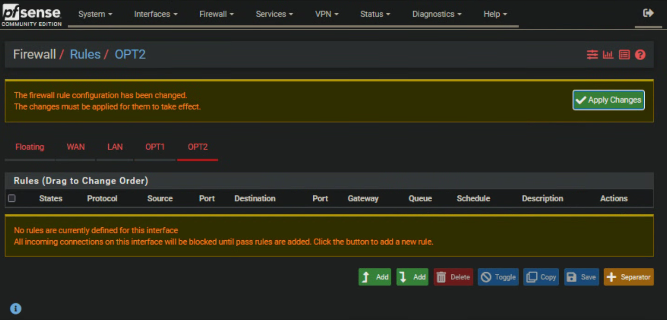 pfsense
COMMUNITY EDITION
System Interfaces Firewall Services VPN Status Diagnostics Help
Firewall / Rules / OPT2
The firewall rule configuration has been changed.
The changes must be applied for them to take effect.
Apply Changes
Floating WAN LAN OPT1 OPT2
Rules (Drag to Change Order)
States Protocol Source Port Destination Port Gateway Queue Schedule Description Actions
No rules are currently defined for this interface
All incoming connections on this interface will be blocked until pass rules are added. Click the button to add a new rule.
Add Add Delete Toggle Copy Save Separator